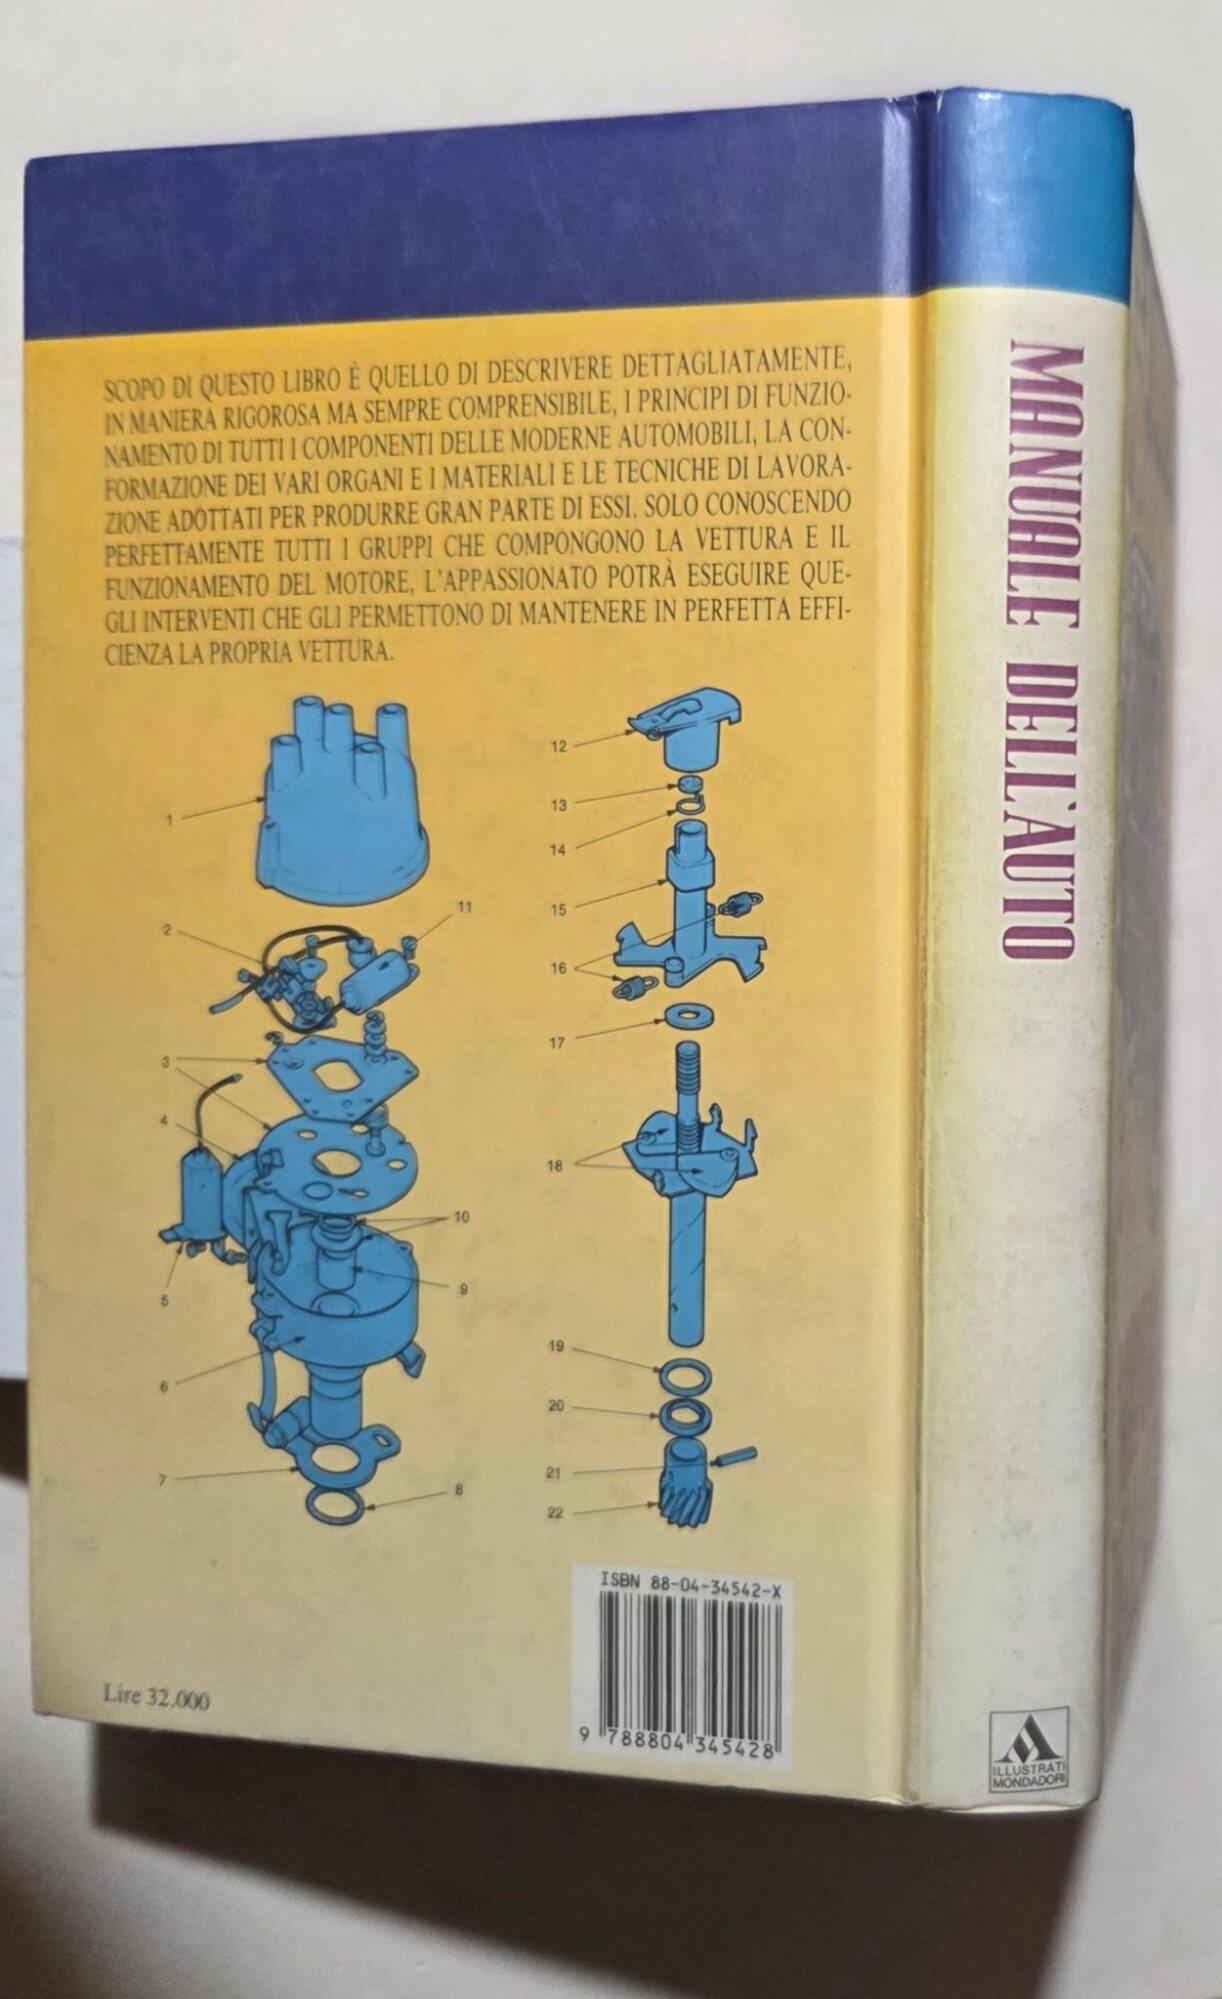 SCOPO DI QUESTO LIBRO È QUELLO DI DESCRIVERE DETTAGLIATAMENTE,
IN MANIERA RIGOROSA MA SEMPRE COMPRENSIBILE, I PRINCIPI DI FUNZIO-
NAMENTO DI TUTTI I COMPONENTI DELLE MODERNE AUTOMOBILI, LA CON-
FORMAZIONE DEI VARI ORGANI E I MATERIALI E LE TECNICHE DI LAVORA-
ZIONE ADOTTATI PER PRODURRE GRAN PARTE DI ESSI. SOLO CONOSCENDO
PERFETTAMENTE TUTTI I GRUPPI CHE COMPONGONO LA VETTURA E IL
FUNZIONAMENTO DEL MOTORE, L'APPASSIONATO POTRÀ ESEGUIRE QUE-
GLI INTERVENTI CHE GLI PERMETTONO DI MANTENERE IN PERFETTA EFFI-
CIENZA LA PROPRIA VETTURA.
1
2
11
3
4
10
5
9
6
7
8
12
13
14
15
16
17
18
19
20
21
22
ISBN 88-04-34542-X
9 788804 345428
Lire 32.000
MANUALE DELL'AUTO
ILLUSTRATI
MONDADORI